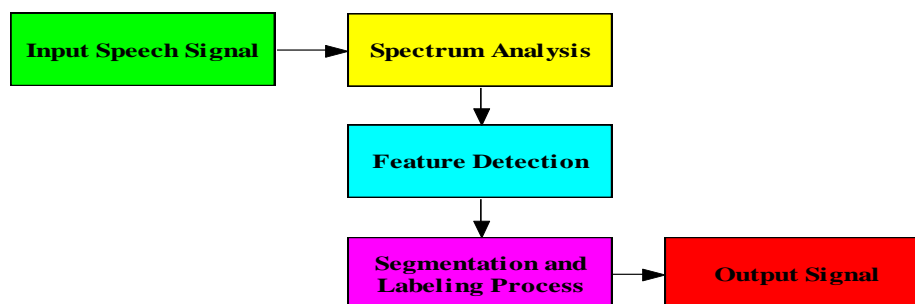 Input Speech Signal
Spectrum Analysis
Feature Detection
Segmentation and
Labeling Process
Output Signal